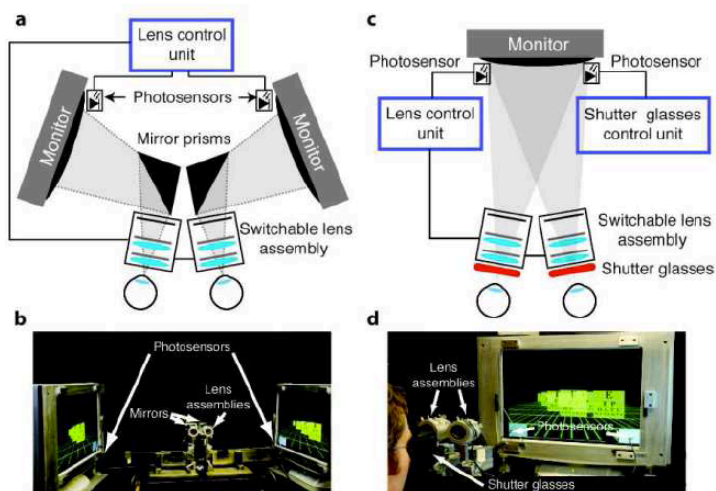 a
Lens control
unit
Photosensors
Monitor
Mirror prisms
Monitor
Switchable lens
assembly
b
Photosensors
Mirrors
Lens
assemblies
c
Monitor
Photosensor
Photosensor
Lens control
unit
Shutter glasses
control unit
Switchable lens
assembly
Shutter glasses
d
Lens
assemblies
E
Photosensors
Shutter glasses